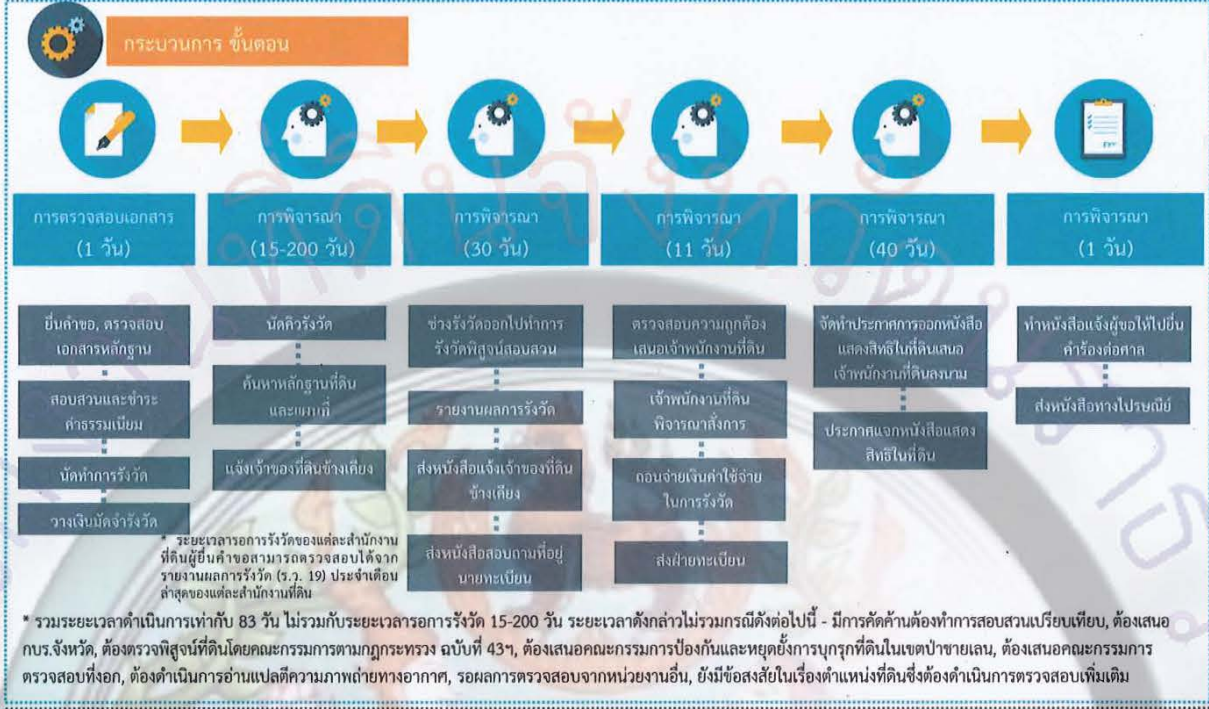 กระบวนการ ขั้นตอน
การตรวจสอบเอกสาร
(1 วัน)
การพิจารณา
(15-200 วัน)
การพิจารณา
(30 วัน)
การพิจารณา
(11 วัน)
การพิจารณา
(40 วัน)
การพิจารณา
(1 วัน)
ยื่นคำขอ, ตรวจสอบ
เอกสารหลักฐาน
สอบสวนและชำระ
ค่าธรรมเนียม
นัดทำการรังวัด
วางเงินมัดจำรังวัด
นัดคิวรังวัด
ค้นหาหลักฐานที่ดิน
และแผนที่
แจ้งเจ้าของที่ดินข้างเคียง
* ระยะเวลารอการรังวัดของแต่ละสำนักงาน
ที่ดินผู้ยื่นคำขอสามารถตรวจสอบได้จาก
รายงานผลการรังวัด (ร.ว. 19) ประจำเดือน
ล่าสุดของแต่ละสำนักงานที่ดิน
ช่างรังวัดออกไปทำการ
รังวัดพิสูจน์สอบสวน
รายงานผลการรังวัด
ส่งหนังสือแจ้งเจ้าของที่ดิน
ข้างเคียง
ส่งหนังสือสอบถามที่อยู่
นายทะเบียน
ตรวจสอบความถูกต้อง
เสนอเจ้าพนักงานที่ดิน
เจ้าพนักงานที่ดิน
พิจารณาสั่งการ
ถอนจ่ายเงินค่าใช้จ่าย
ในการรังวัด
ส่งฝ่ายทะเบียน
จัดทำประกาศการออกหนังสือ
แสดงสิทธิในที่ดินเสนอ
เจ้าพนักงานที่ดินลงนาม
ประกาศแจกหนังสือแสดง
สิทธิในที่ดิน
ทำหนังสือแจ้งผู้ขอให้ไปยื่น
คำร้องต่อศาล
ส่งหนังสือทางไปรษณีย์
* รวมระยะเวลาดำเนินการเท่ากับ 83 วัน ไม่รวมกับระยะเวลารอการรังวัด 15-200 วัน ระยะเวลาดังกล่าวไม่รวมกรณีดังต่อไปนี้ - มีการคัดค้านต้องทำการสอบสวนเปรียบเทียบ, ต้องเสนอ
กบร.จังหวัด, ต้องตรวจพิสูจน์ที่ดินโดยคณะกรรมการตามกฎกระทรวง ฉบับที่ 43ฯ, ต้องเสนอคณะกรรมการป้องกันและหยุดยั้งการบุกรุกที่ดินในเขตป่าชายเลน, ต้องเสนอคณะกรรมการ
ตรวจสอบที่งอก, ต้องดำเนินการอ่านแปลตีความภาพถ่ายทางอากาศ, รอผลการตรวจสอบจากหน่วยงานอื่น, ยังมีข้อสงสัยในเรื่องตำแหน่งที่ดินซึ่งต้องดำเนินการตรวจสอบเพิ่มเติม